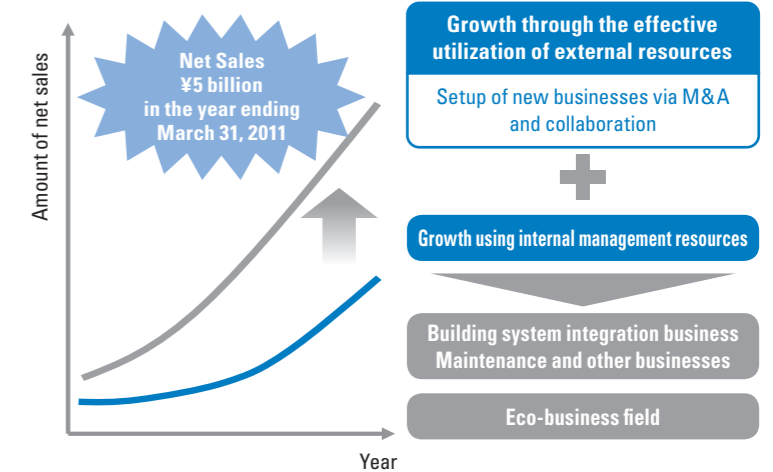 Net Sales
¥5 billion
in the year ending
March 31, 2011
Amount of net sales
Year
Growth through the effective
utilization of external resources
Setup of new businesses via M&A
and collaboration
Growth using internal management resources
Building system integration business
Maintenance and other businesses
Eco-business field